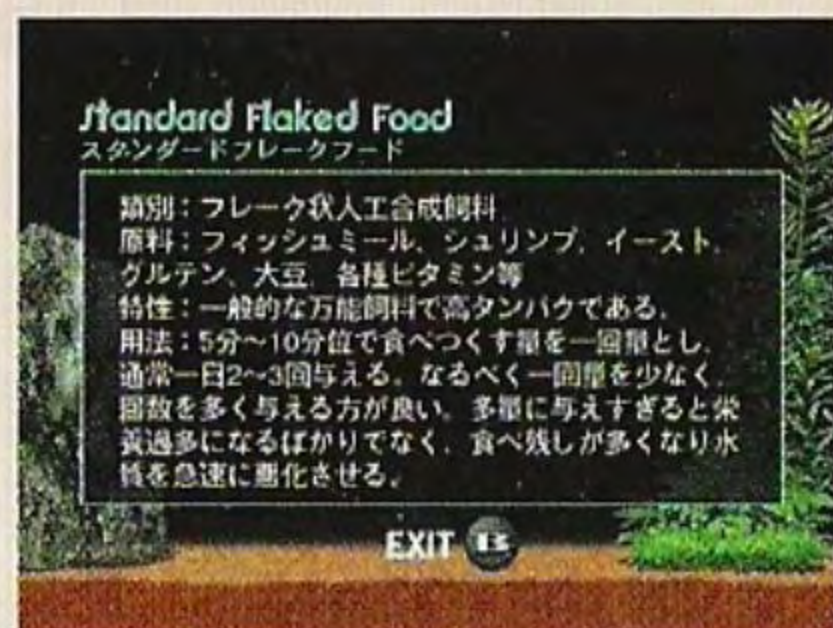 Standard Flaked Food
スタンダードフレークフード
類別：フレーク状人工合成飼料
原料：フィッシュミール、シュリンプ、イースト、
グルテン、大豆、各種ビタミン等
特性：一般的な万能飼料で高タンパクである。
用法：5分〜10分位で食べつくす量を一回量とし、
通常一日2〜3回与える。なるべく一回量を少なく、
回数を多く与える方が良い。多量に与えすぎると栄
養過多になるばかりでなく、食べ残しが多くなり水
質を急速に悪化させる。
EXIT B